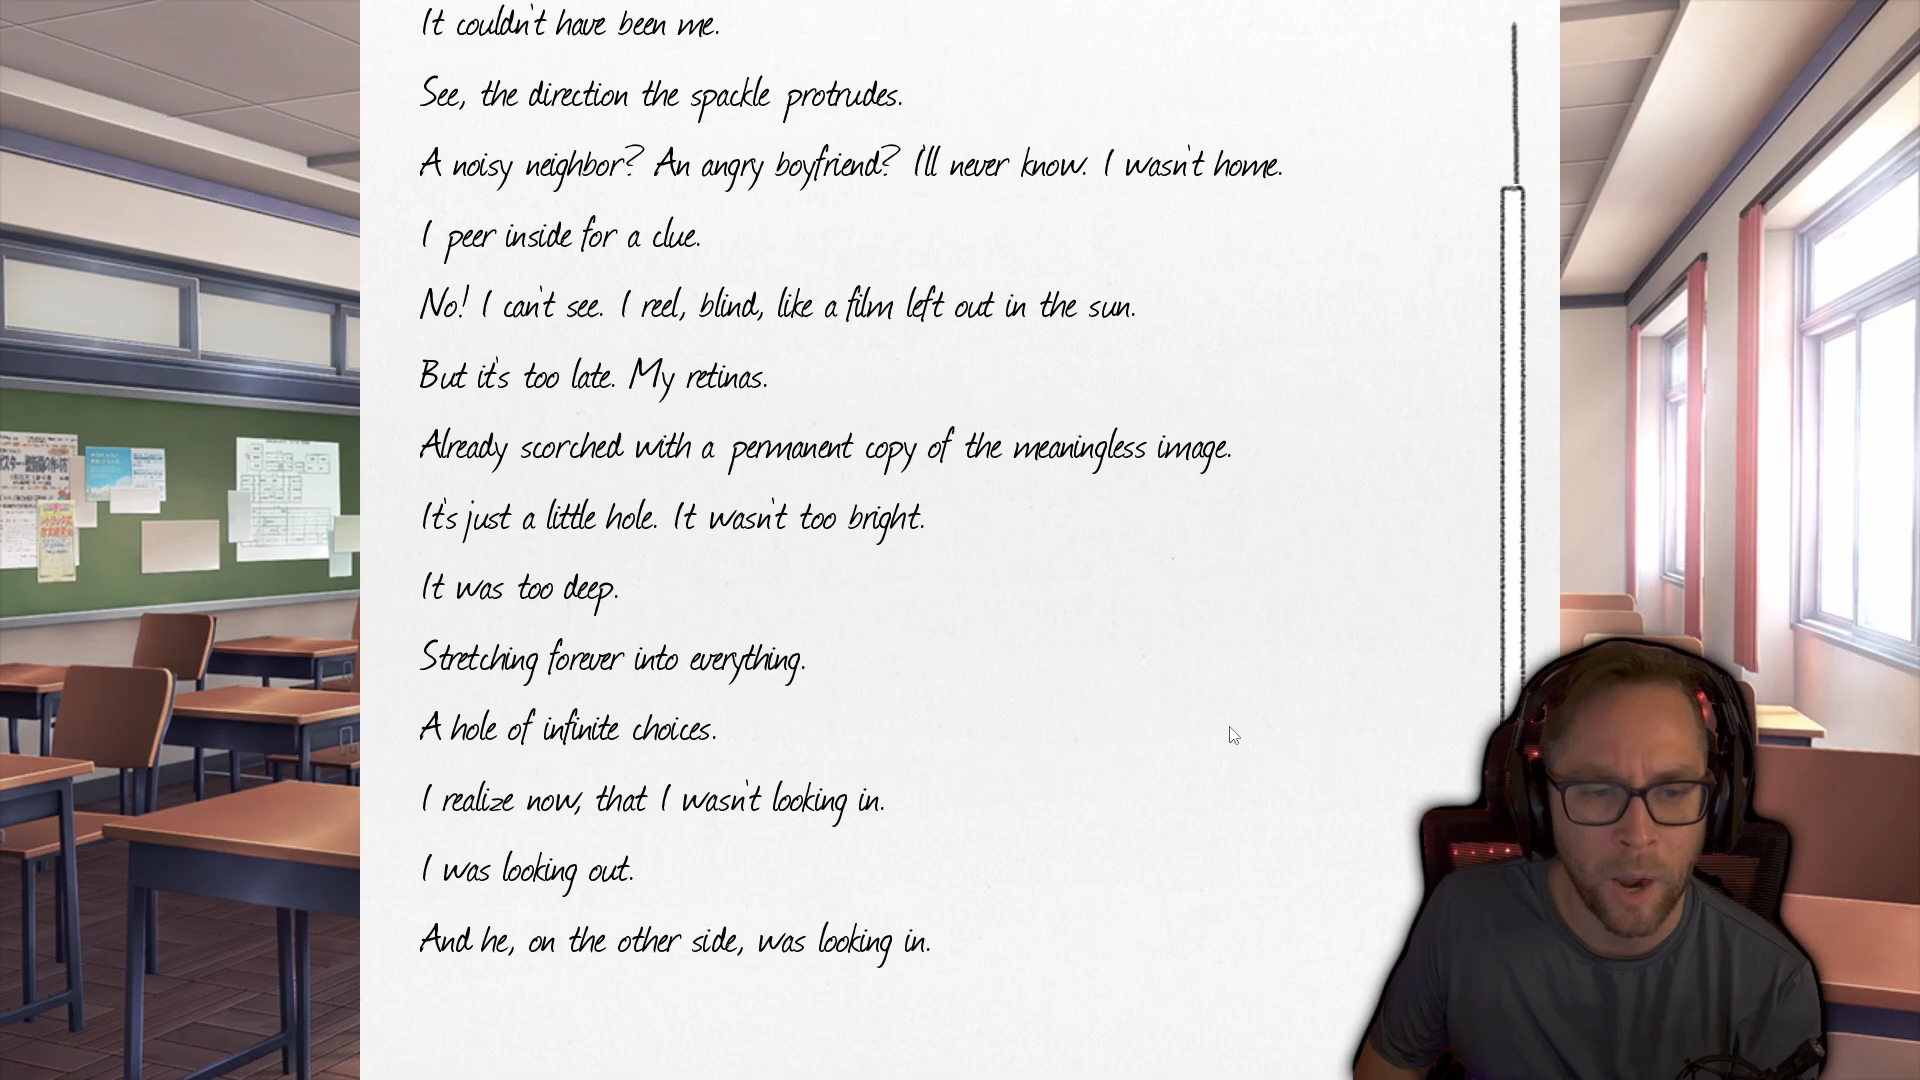 It couldn't have been me.
See, the direction the spackle protrudes.
A noisy neighbor? An angry boyfriend? I'll never know. I wasn't home.
I peer inside for a clue.
No! I can't see. I reel, blind, like a film left out in the sun.
But it's too late. My retinas.
Already scorched with a permanent copy of the meaningless image.
It's just a little hole. It wasn't too bright.
It was too deep.
Stretching forever into everything.
A hole of infinite choices.
I realize now, that I wasn't looking in.
I was looking out.
And he, on the other side, was looking in.